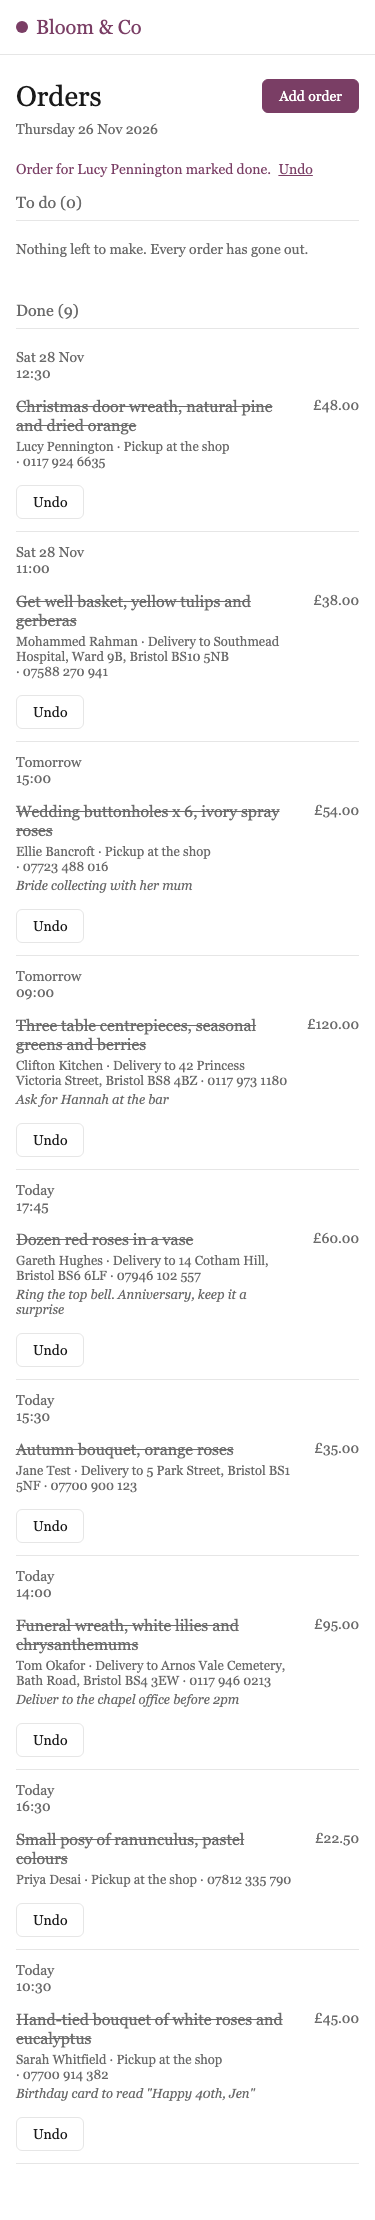 Bloom & Co
Orders
Add order
Thursday 26 Nov 2026
Order for Lucy Pennington marked done. Undo
To do (0)
Nothing left to make. Every order has gone out.
Done (9)
Sat 28 Nov
12:30
Christmas door wreath, natural pine
and dried orange
£48.00
Lucy Pennington · Pickup at the shop
· 0117 924 6635
Undo
Sat 28 Nov
11:00
Get well basket, yellow tulips and
gerberas
£38.00
Mohammed Rahman · Delivery to Southmead
Hospital, Ward 9B, Bristol BS10 5NB
· 07588 270 941
Undo
Tomorrow
15:00
Wedding buttonholes x 6, ivory spray
roses
£54.00
Ellie Bancroft · Pickup at the shop
· 07723 488 016
Bride collecting with her mum
Undo
Tomorrow
09:00
Three table centrepieces, seasonal
greens and berries
£120.00
Clifton Kitchen · Delivery to 42 Princess
Victoria Street, Bristol BS8 4BZ · 0117 973 1180
Ask for Hannah at the bar
Undo
Today
17:45
Dozen red roses in a vase
£60.00
Gareth Hughes · Delivery to 14 Cotham Hill,
Bristol BS6 6LF · 07946 102 557
Ring the top bell. Anniversary, keep it a
surprise
Undo
Today
15:30
Autumn bouquet, orange roses
£35.00
Jane Test · Delivery to 5 Park Street, Bristol BS1
5NF · 07700 900 123
Undo
Today
14:00
Funeral wreath, white lilies and
chrysanthemums
£95.00
Tom Okafor · Delivery to Arnos Vale Cemetery,
Bath Road, Bristol BS4 3EW · 0117 946 0213
Deliver to the chapel office before 2pm
Undo
Today
16:30
Small posy of ranunculus, pastel
colours
£22.50
Priya Desai · Pickup at the shop · 07812 335 790
Undo
Today
10:30
Hand-tied bouquet of white roses and
eucalyptus
£45.00
Sarah Whitfield · Pickup at the shop
· 07700 914 382
Birthday card to read "Happy 40th, Jen"
Undo